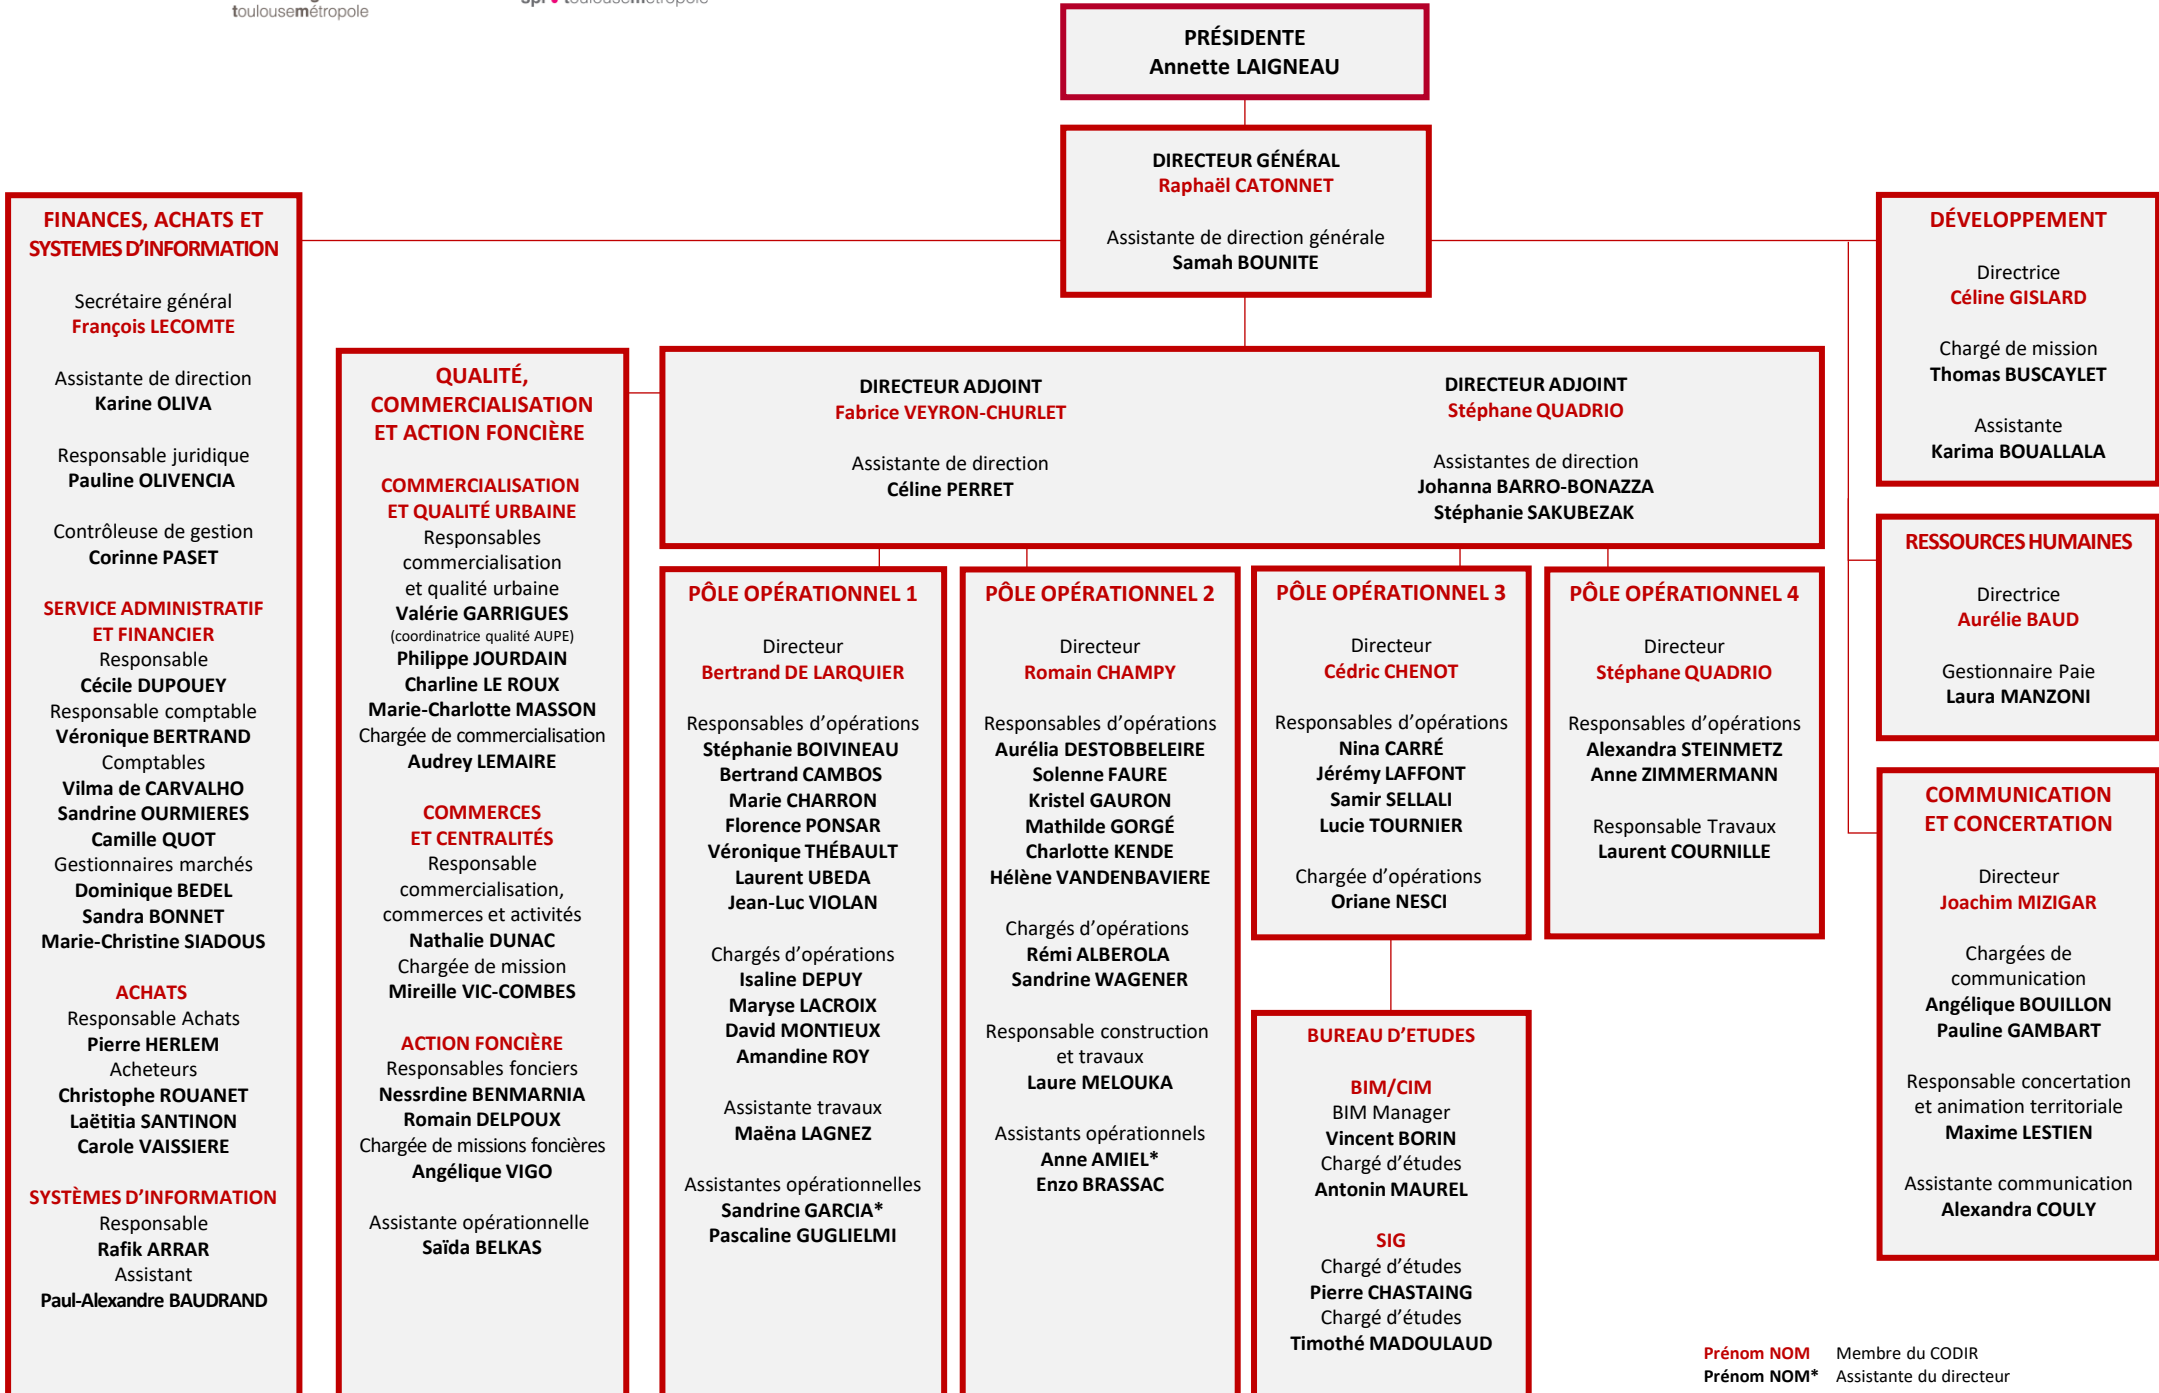 toulousemétropole
spl • toulousemétropole
PRÉSIDENTE
Annette LAIGNEAU
DIRECTEUR GÉNÉRAL
Raphaël CATONNET
Assistante de direction générale
Samah BOUNITE
FINANCES, ACHATS ET
SYSTEMES D'INFORMATION
Secrétaire général
François LECOMTE
Assistante de direction
Karine OLIVA
Responsable juridique
Pauline OLIVENCIA
Contrôleuse de gestion
Corinne PASET
SERVICE ADMINISTRATIF
ET FINANCIER
Responsable
Cécile DUPOUEY
Responsable comptable
Véronique BERTRAND
Comptables
Vilma de CARVALHO
Sandrine OURMIERES
Camille QUOT
Gestionnaires marchés
Dominique BEDEL
Sandra BONNET
Marie-Christine SIADOUS
ACHATS
Responsable Achats
Pierre HERLEM
Acheteurs
Christophe ROUANET
Laëtitia SANTINON
Carole VAISSIERE
SYSTÈMES D'INFORMATION
Responsable
Rafik ARRAR
Assistant
Paul-Alexandre BAUDRAND
QUALITÉ,
COMMERCIALISATION
ET ACTION FONCIÈRE
COMMERCIALISATION
ET QUALITÉ URBAINE
Responsables
commercialisation
et qualité urbaine
Valérie GARRIGUES
(coordinatrice qualité AUPE)
Philippe JOURDAIN
Charline LE ROUX
Marie-Charlotte MASSON
Chargée de commercialisation
Audrey LEMAIRE
COMMERCES
ET CENTRALITÉS
Responsable
commercialisation,
commerces et activités
Nathalie DUNAC
Chargée de mission
Mireille VIC-COMBES
ACTION FONCIÈRE
Responsables fonciers
Nessrdine BENMARNIA
Romain DELPOUX
Chargée de missions foncières
Angélique VIGO
Assistante opérationnelle
Saïda BELKAS
DIRECTEUR ADJOINT
Fabrice VEYRON-CHURLET
Assistante de direction
Céline PERRET
DIRECTEUR ADJOINT
Stéphane QUADRIO
Assistantes de direction
Johanna BARRO-BONAZZA
Stéphanie SAKUBEZAK
PÔLE OPÉRATIONNEL 1
Directeur
Bertrand DE LARQUIER
Responsables d'opérations
Stéphanie BOIVINEAU
Bertrand CAMBOS
Marie CHARRON
Florence PONSAR
Véronique THÉBAULT
Laurent UBEDA
Jean-Luc VIOLAN
Chargés d'opérations
Isaline DEPUY
Maryse LACROIX
David MONTIEUX
Amandine ROY
Assistante travaux
Maëna LAGNEZ
Assistantes opérationnelles
Sandrine GARCIA*
Pascaline GUGLIELMI
PÔLE OPÉRATIONNEL 2
Directeur
Romain CHAMPY
Responsables d'opérations
Aurélia DESTOBBELEIRE
Solenne FAURE
Kristel GAURON
Mathilde GORGÉ
Charlotte KENDE
Hélène VANDENBAVIERE
Chargés d'opérations
Rémi ALBEROLA
Sandrine WAGENER
Responsable construction
et travaux
Laure MELOUKA
Assistants opérationnels
Anne AMIEL*
Enzo BRASSAC
PÔLE OPÉRATIONNEL 3
Directeur
Cédric CHENOT
Responsables d'opérations
Nina CARRÉ
Jérémy LAFFONT
Samir SELLALI
Lucie TOURNIER
Chargée d'opérations
Oriane NESCI
BUREAU D'ETUDES
BIM/CIM
BIM Manager
Vincent BORIN
Chargé d'études
Antonin MAUREL
SIG
Chargé d'études
Pierre CHASTAING
Chargé d'études
Timothé MADOULAUD
PÔLE OPÉRATIONNEL 4
Directeur
Stéphane QUADRIO
Responsables d'opérations
Alexandra STEINMETZ
Anne ZIMMERMANN
Responsable Travaux
Laurent COURNILLE
DÉVELOPPEMENT
Directrice
Céline GISLARD
Chargé de mission
Thomas BUSCAYLET
Assistante
Karima BOUALLALA
RESSOURCES HUMAINES
Directrice
Aurélie BAUD
Gestionnaire Paie
Laura MANZONI
COMMUNICATION
ET CONCERTATION
Directeur
Joachim MIZIGAR
Chargées de
communication
Angélique BOUILLON
Pauline GAMBART
Responsable concertation
et animation territoriale
Maxime LESTIEN
Assistante communication
Alexandra COULY
Prénom NOM Membre du CODIR
Prénom NOM* Assistante du directeur